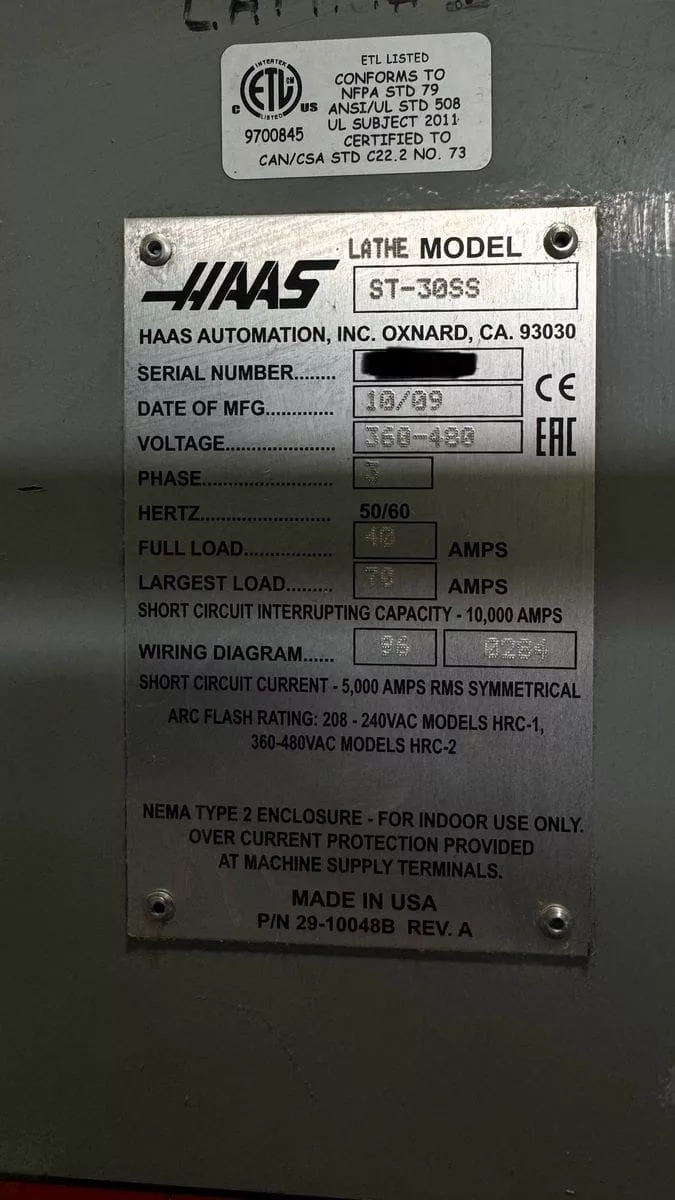 INTERTEK
ETL CM
LISTED
C US
9700845
ETL LISTED
CONFORMS TO
NFPA STD 79
ANSI/UL STD 508
UL SUBJECT 2011
CERTIFIED TO
CAN/CSA STD C22.2 NO. 73
HAAS
LATHE MODEL
ST-30SS
HAAS AUTOMATION, INC. OXNARD, CA. 93030
SERIAL NUMBER........
DATE OF MFG............. 10/09
CE
VOLTAGE..................... 360-480
EAC
PHASE......................... 3
HERTZ......................... 50/60
FULL LOAD................. 40 AMPS
LARGEST LOAD......... 70 AMPS
SHORT CIRCUIT INTERRUPTING CAPACITY - 10,000 AMPS
WIRING DIAGRAM...... 96 0284
SHORT CIRCUIT CURRENT - 5,000 AMPS RMS SYMMETRICAL
ARC FLASH RATING: 208 - 240VAC MODELS HRC-1,
360-480VAC MODELS HRC-2
NEMA TYPE 2 ENCLOSURE - FOR INDOOR USE ONLY.
OVER CURRENT PROTECTION PROVIDED
AT MACHINE SUPPLY TERMINALS.
MADE IN USA
P/N 29-10048B REV. A